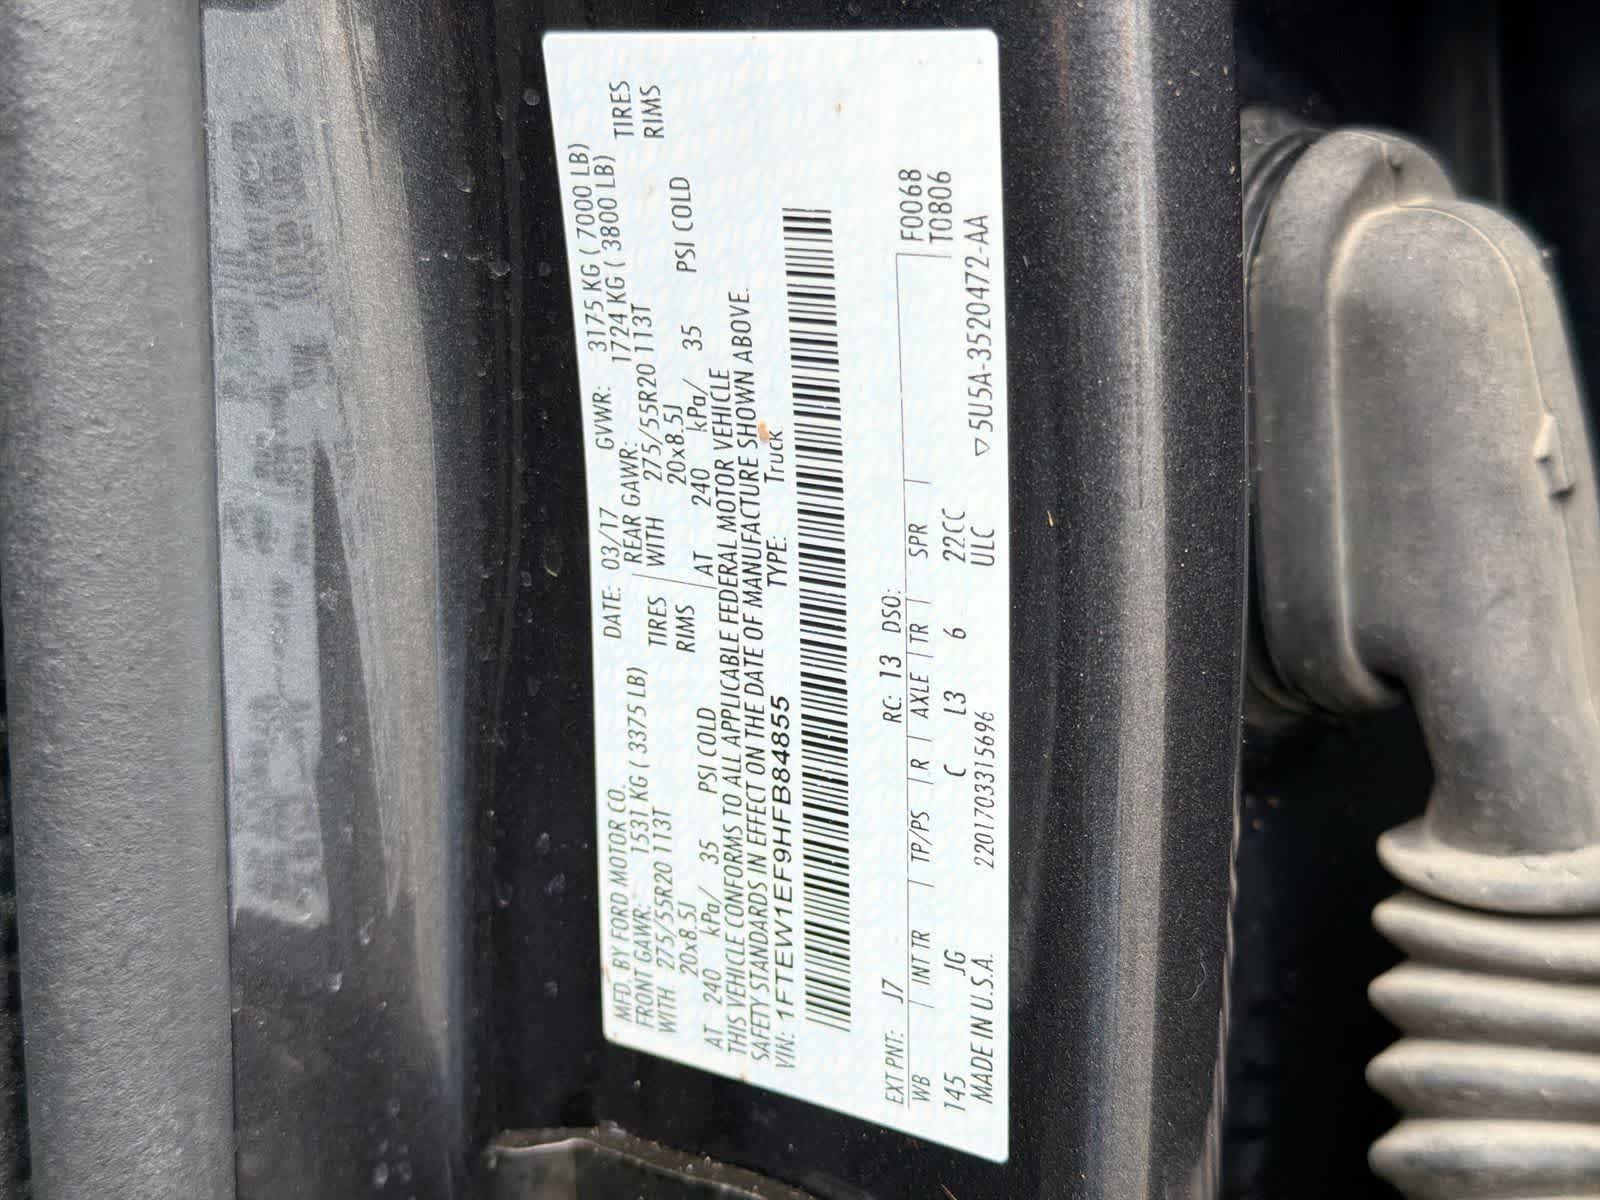 MFD. BY FORD MOTOR CO. DATE: 03/17 GVWR: 3175 KG ( 7000 LB)
FRONT GAWR: 1531 KG ( 3375 LB) REAR GAWR: 1724 KG ( 3800 LB)
WITH 275/55R20 113T TIRES WITH 275/55R20 113T TIRES
20x8.5J RIMS 20x8.5J RIMS
AT 240 kPa/ 35 PSI COLD AT 240 kPa/ 35 PSI COLD
THIS VEHICLE CONFORMS TO ALL APPLICABLE FEDERAL MOTOR VEHICLE
SAFETY STANDARDS IN EFFECT ON THE DATE OF MANUFACTURE SHOWN ABOVE.
VIN: 1FTEW1EF9HFB84855 TYPE: Truck
EXT PNT: J7 RC: 13 DSO: F0068
WB INT TR TP/PS R AXLE TR SPR T0806
145 JG C L3 6 22CC
MADE IN U.S.A. 2201703315696 ULC ▽5U5A-3520472-AA